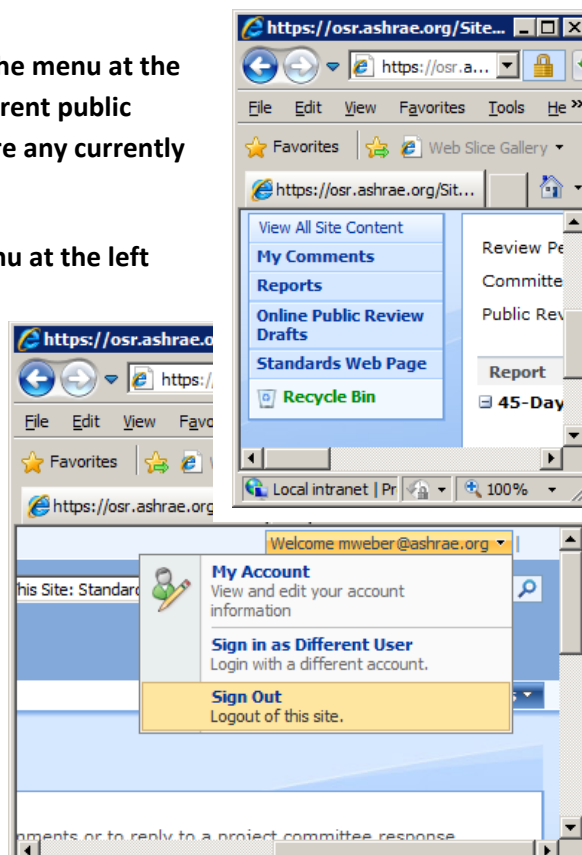 ne menu at the
rent public
re any currently
nu at the left
https://osr.ashrae.org/Site...
https://osr.a...
File Edit View Favorites Tools He »
Favorites Web Slice Gallery
https://osr.ashrae.org/Sit...
View All Site Content
My Comments
Reports
Online Public Review
Drafts
Standards Web Page
Recycle Bin
Review Pe
Committe
Public Rev
Report
45-Day
Local intranet | Pr 100%
https://osr.ashrae.o
https:/
File Edit View Favo
Favorites
https://osr.ashrae.org
Welcome mweber@ashrae.org
his Site: Standard
My Account
View and edit your account
information
Sign in as Different User
Login with a different account.
Sign Out
Logout of this site.
nments or to reply to a project committee response